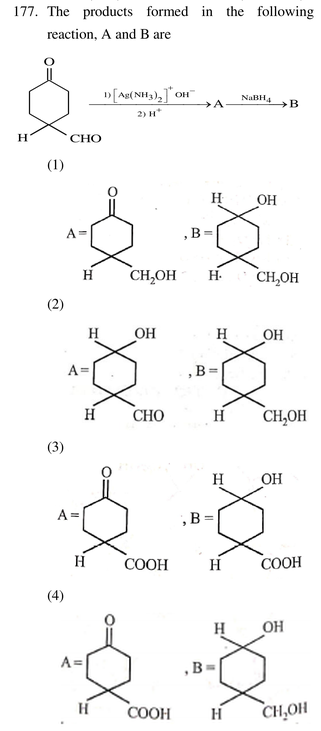 177. The products formed in the following
reaction, A and B are
O
1) [Ag(NH₃)₂]⁺ OH⁻
2) H⁺
A
NaBH₄
B
H
CHO
(1)
O
A=
H
CH₂OH
, B=
H
OH
H
CH₂OH
(2)
H
OH
A=
H
CHO
, B=
H
OH
H
CH₂OH
(3)
O
A=
H
COOH
, B=
H
OH
H
COOH
(4)
O
A=
H
COOH
, B=
H
OH
H
CH₂OH